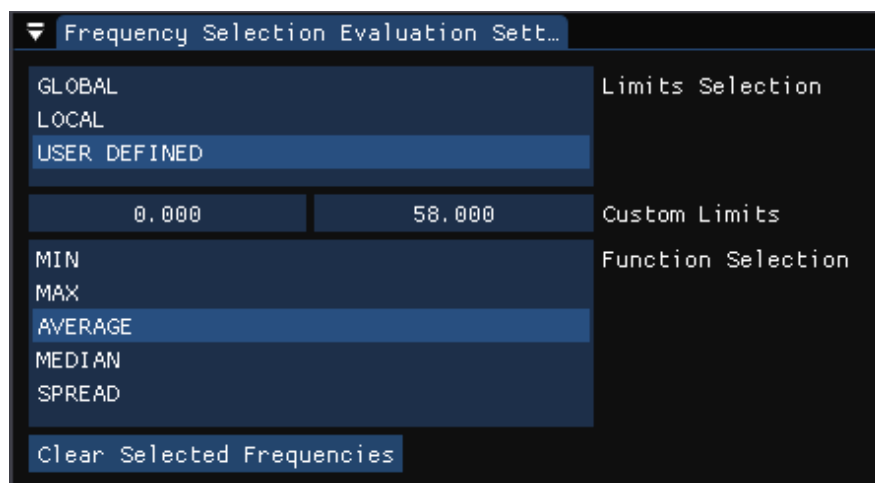 Frequency Selection Evaluation Sett…
GLOBAL
Limits Selection
LOCAL
USER DEFINED
0.000 58.000 Custom Limits
MIN
Function Selection
MAX
AVERAGE
MEDIAN
SPREAD
Clear Selected Frequencies